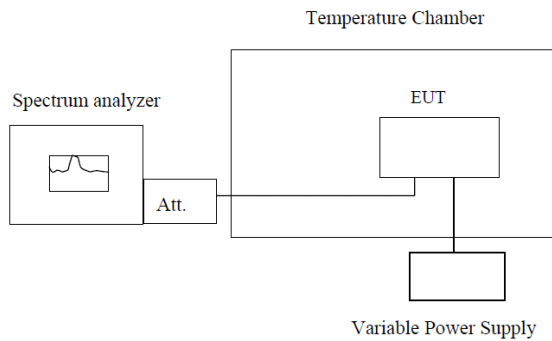 Temperature Chamber
Spectrum analyzer
EUT
Att.
Variable Power Supply